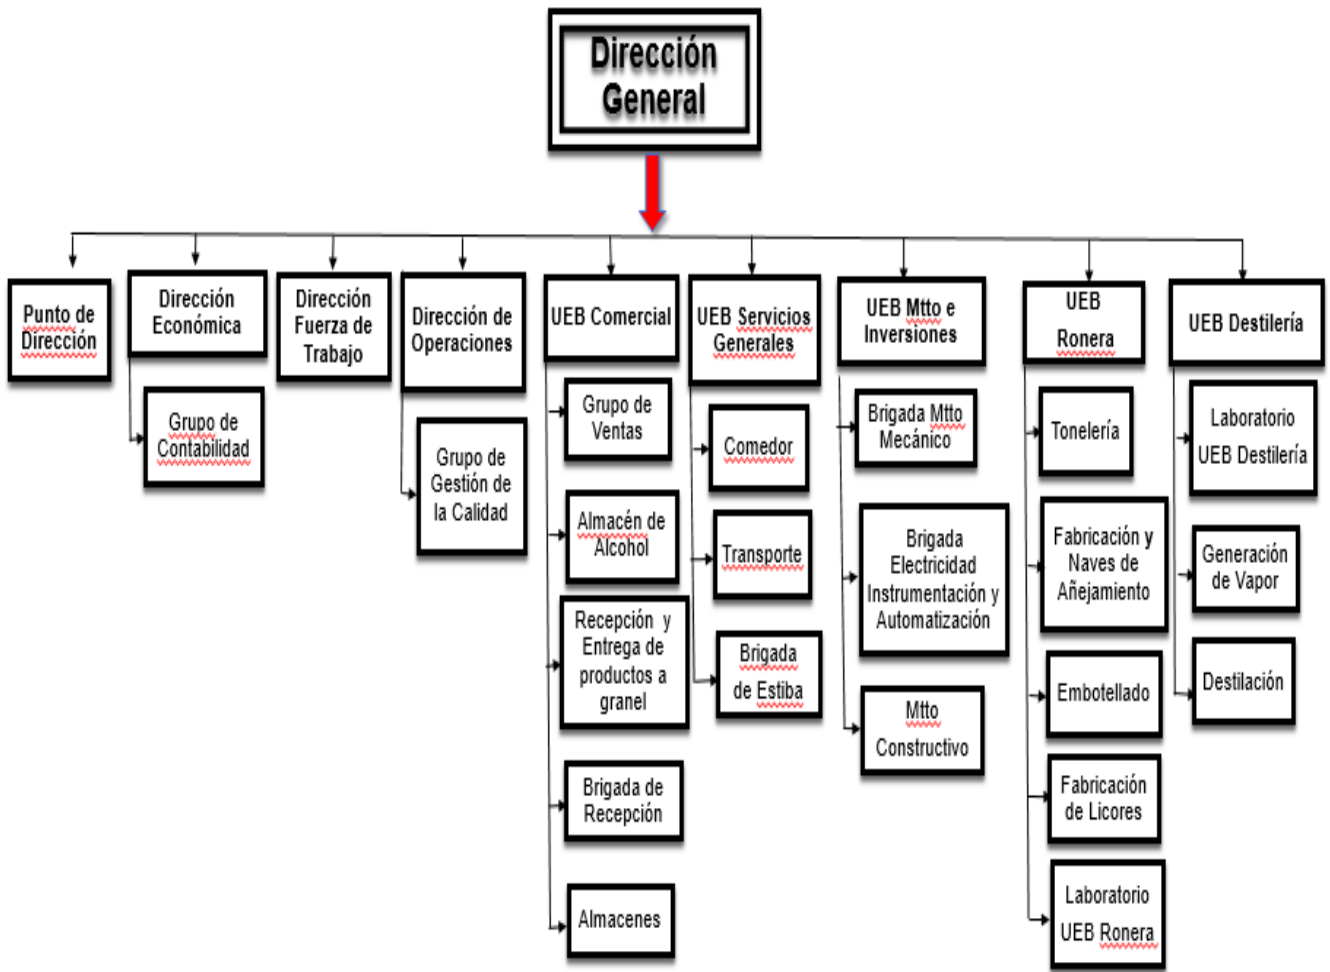 Dirección
General
Punto de
Dirección
Dirección
Económica
Dirección
Fuerza de
Trabajo
Dirección de
Operaciones
UEB Comercial
UEB Servicios
Generales
UEB Mtto e
Inversiones
UEB
Ronera
UEB Destilería
Grupo de
Contabilidad
Grupo de
Gestión de
la Calidad
Grupo de
Ventas
Almacén de
Alcohol
Recepción y
Entrega de
productos a
granel
Brigada de
Recepción
Almacenes
Comedor
Transporte
Brigada
de Estiba
Brigada Mtto
Mecánico
Brigada
Electricidad
Instrumentación y
Automatización
Mtto
Constructivo
Tonelería
Fabricación y
Naves de
Añejamiento
Embotellado
Fabricación
de Licores
Laboratorio
UEB Ronera
Laboratorio
UEB Destilería
Generación
de Vapor
Destilación